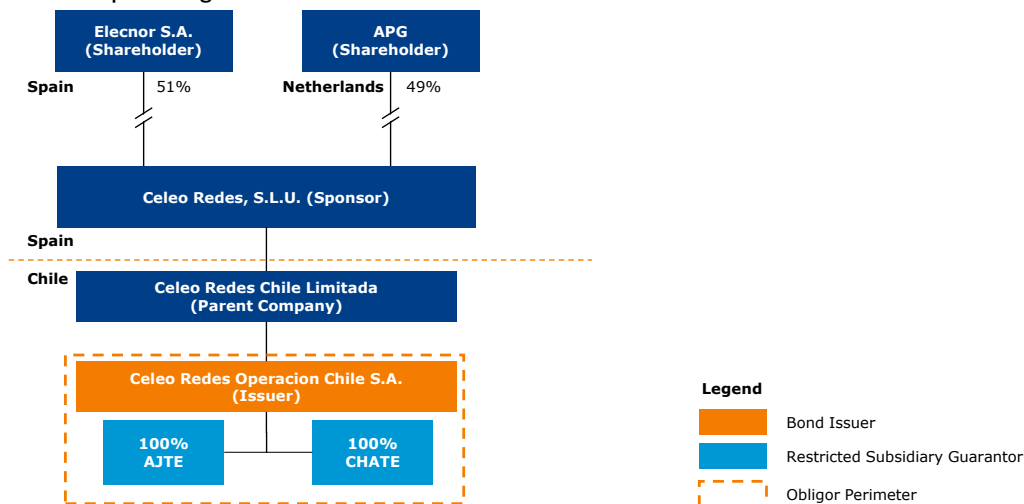 Elecnor S.A.
(Shareholder)
APG
(Shareholder)
Spain
51%
Netherlands
49%
Celeo Redes, S.L.U. (Sponsor)
Spain
Chile
Celeo Redes Chile Limitada
(Parent Company)
Celeo Redes Operacion Chile S.A.
(Issuer)
100%
AJTE
100%
CHATE
Legend
Bond Issuer
Restricted Subsidiary Guarantor
Obligor Perimeter